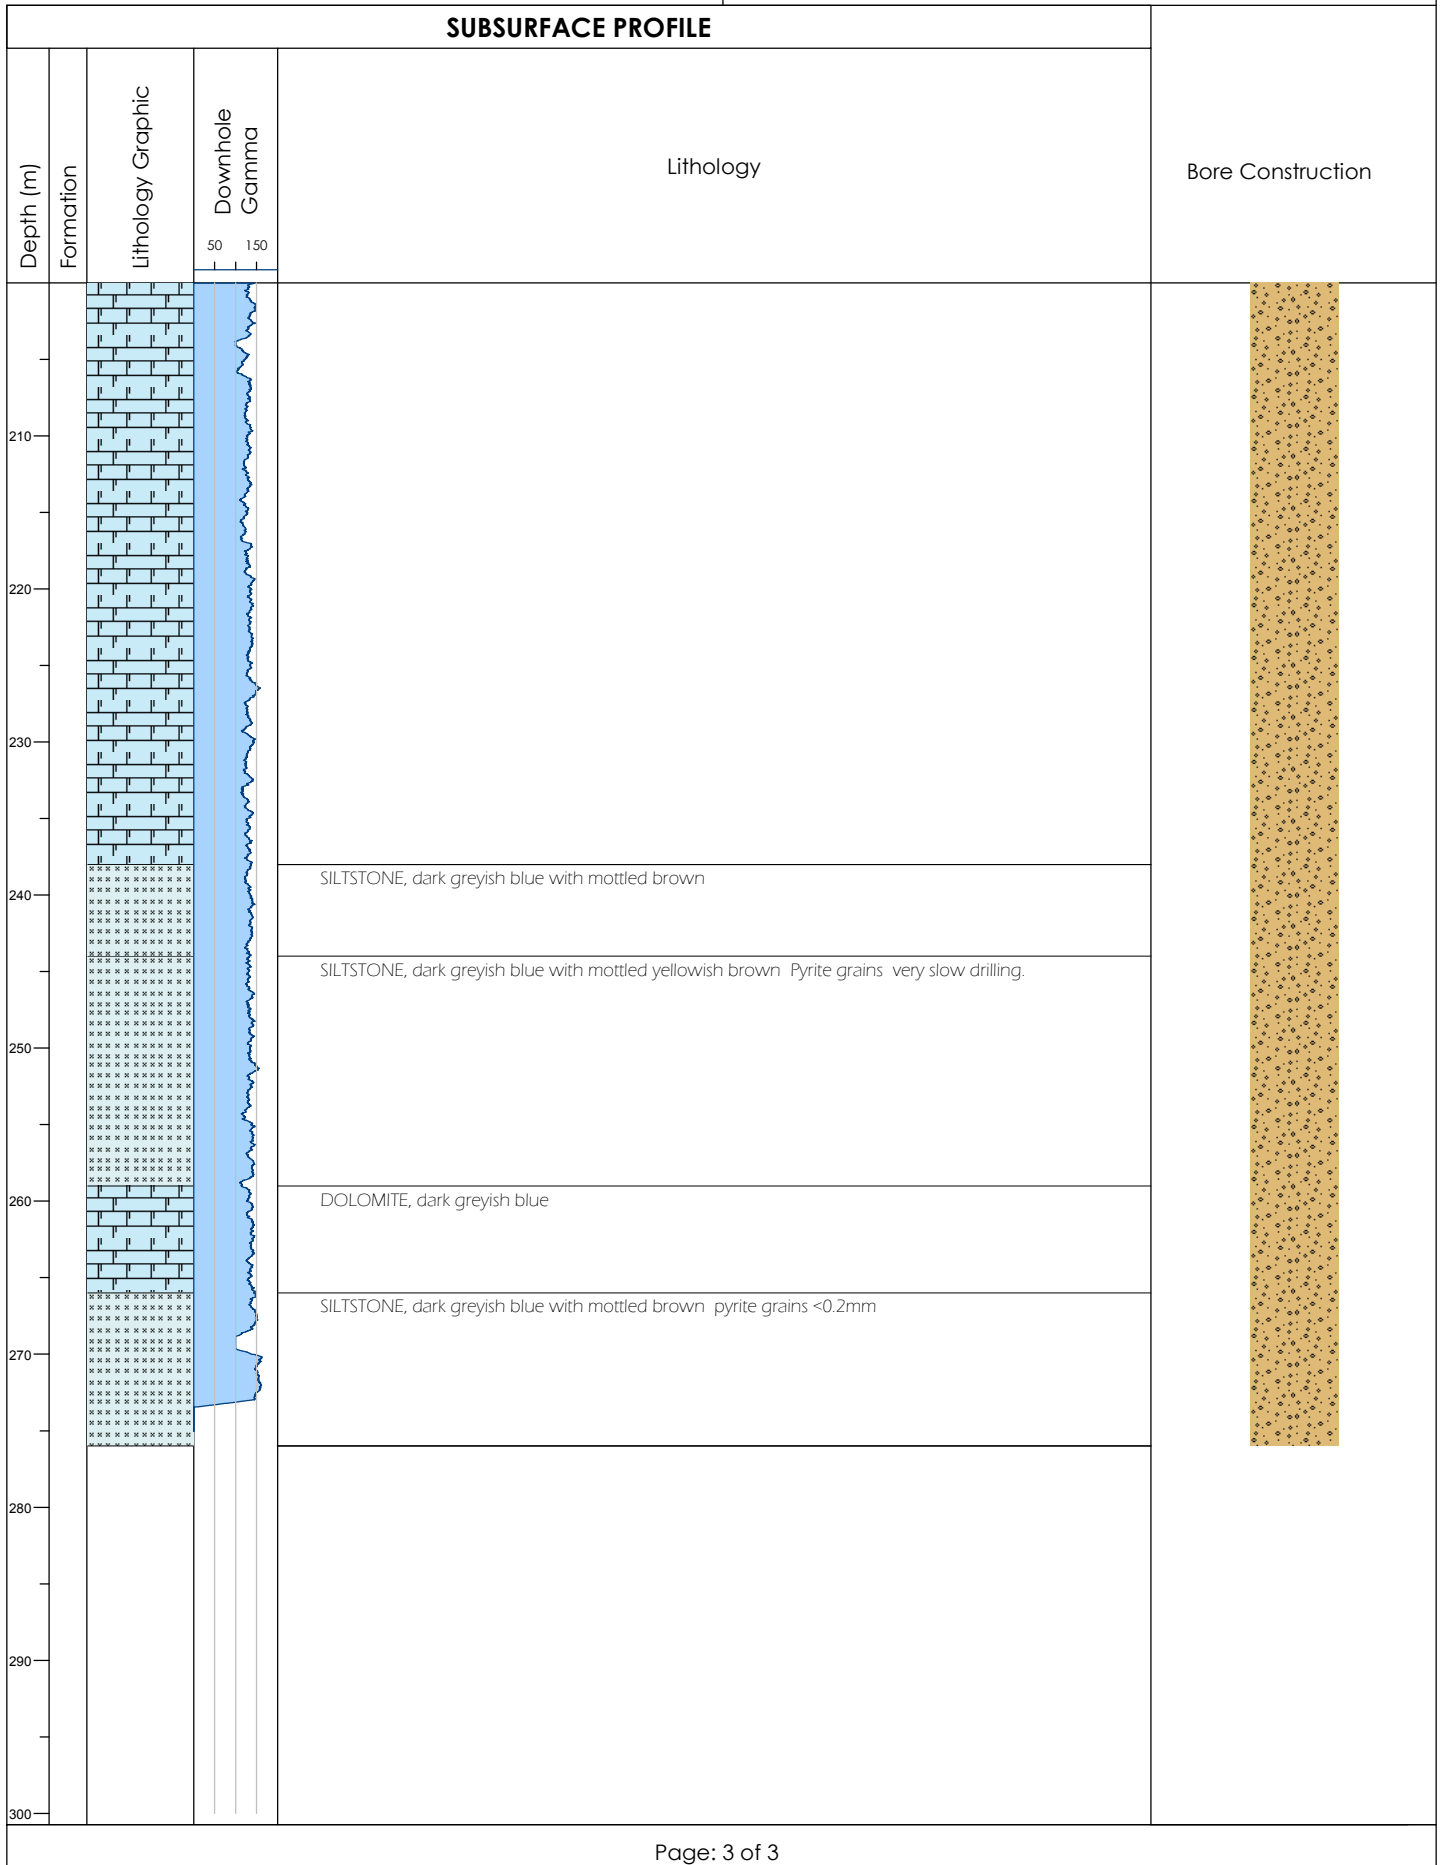 SUBSURFACE PROFILE
Depth (m)
Formation
Lithology Graphic
Downhole
Gamma
50 150
Lithology
Bore Construction
210
220
230
SILTSTONE, dark greyish blue with mottled brown
240
SILTSTONE, dark greyish blue with mottled yellowish brown  Pyrite grains  very slow drilling.
250
DOLOMITE, dark greyish blue
260
SILTSTONE, dark greyish blue with mottled brown  pyrite grains <0.2mm
270
280
290
300
Page: 3 of 3